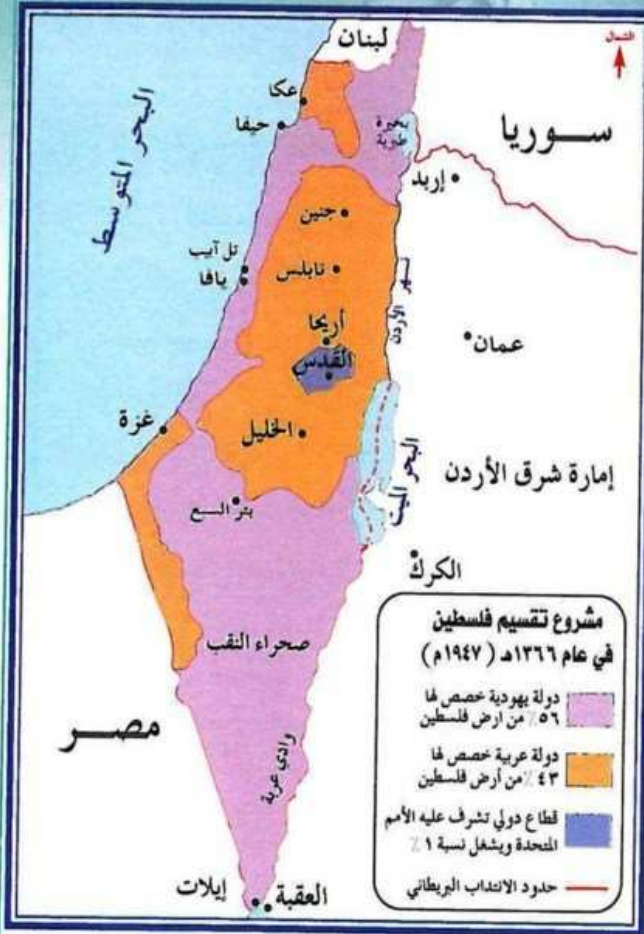 لبنان
الشمال
عكا
حيفا
بحيرة
طبرية
سوريا
إربد
البحر المتوسط
جنين
تل آبيب
يافا
نابلس
نهر الأردن
أريحا
القدس
عمان
غزة
الخليل
البحر الميت
إمارة شرق الأردن
بئر السبع
الكرك
صحراء النقب
مصر
وادي عربة
إيلات
العقبة
مشروع تقسيم فلسطين
في عام ١٣٦٦هـ (١٩٤٧م)
دولة يهودية خصص لها
٥٦٪ من ارض فلسطين
دولة عربية خصص لها
٤٣٪ من أرض فلسطين
قطاع دولي تشرف عليه الأمم
المتحدة ويشغل نسبة ١٪
حدود الانتداب البريطاني